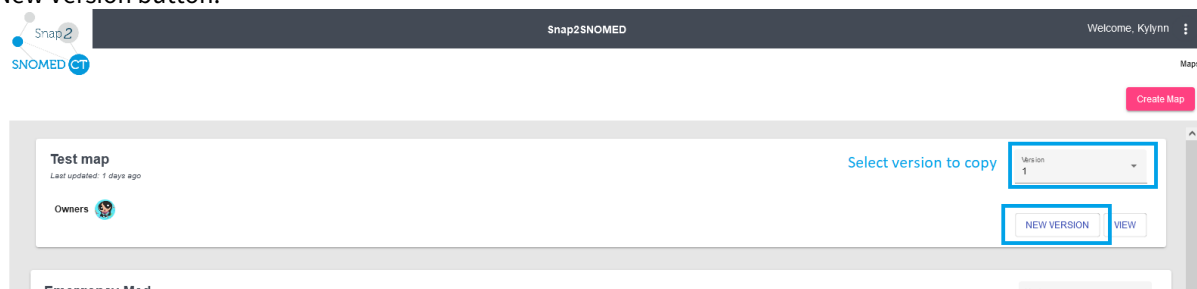 New Version button.
Snap2
SNOMED CT
Snap2SNOMED
Welcome, Kylynn
Maps
Create Map
Test map
Last updated: 1 days ago
Select version to copy
Version
1
Owners
NEW VERSION
VIEW
Emergency Med